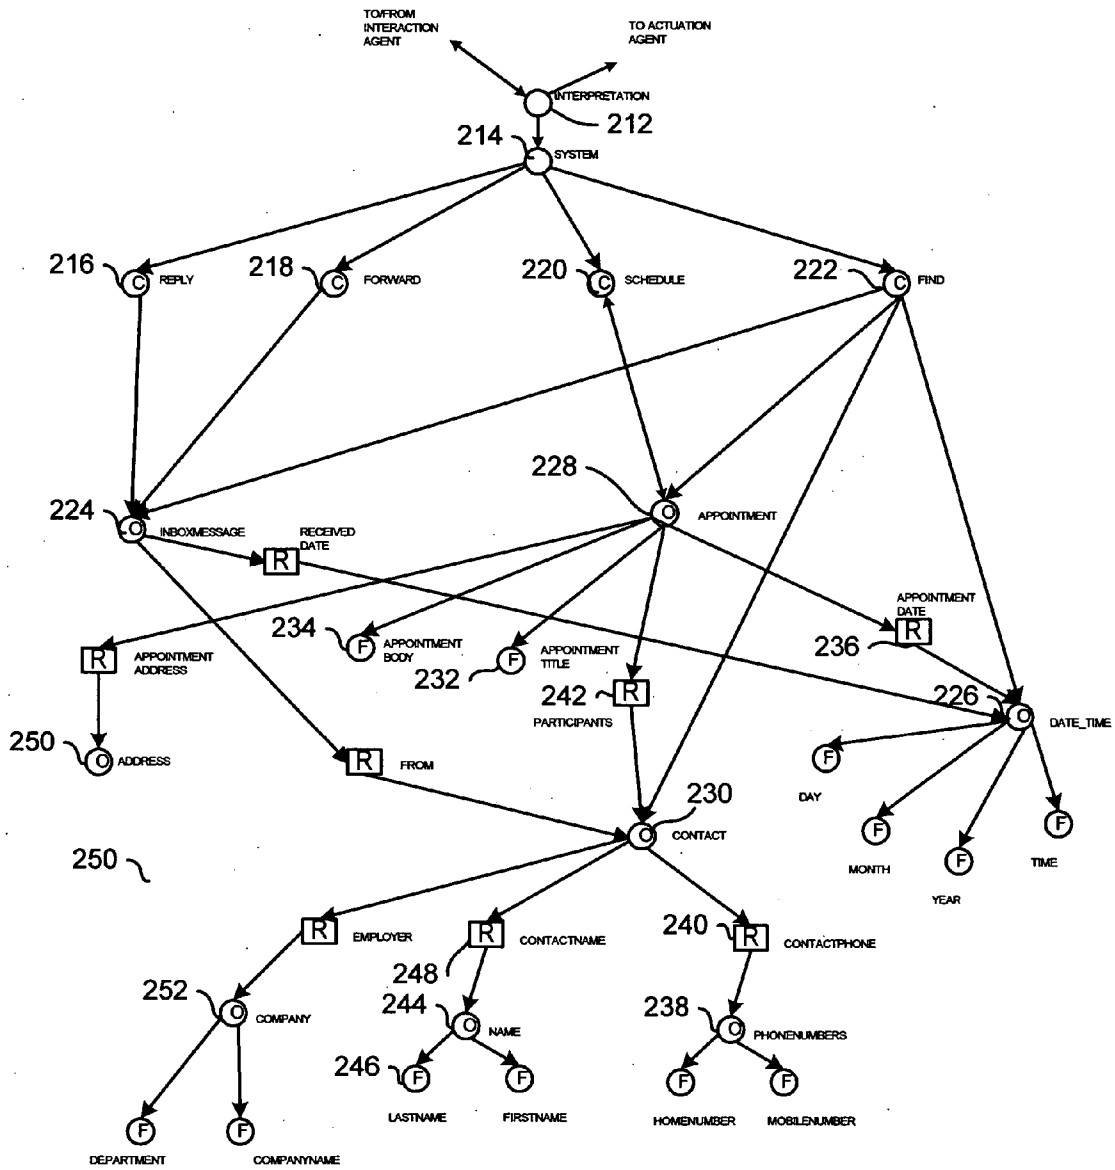 TO/FROM
INTERACTION
AGENT
TO ACTUATION
AGENT
INTERPRETATION
212
214
SYSTEM
216
C
REPLY
218
C
FORWARD
220
C
SCHEDULE
222
C
FIND
224
O
INBOXMESSAGE
R
RECEIVED
DATE
228
O
APPOINTMENT
R
APPOINTMENT
ADDRESS
234
F
APPOINTMENT
BODY
232
F
APPOINTMENT
TITLE
242
R
PARTICIPANTS
APPOINTMENT
DATE
236
R
226
O
DATE_TIME
250
O
ADDRESS
R
FROM
F
DAY
F
MONTH
F
YEAR
F
TIME
230
O
CONTACT
250
R
EMPLOYER
248
R
CONTACTNAME
240
R
CONTACTPHONE
252
O
COMPANY
244
O
NAME
238
O
PHONENUMBERS
246
F
LASTNAME
F
FIRSTNAME
F
HOMENUMBER
F
MOBILENUMBER
F
DEPARTMENT
F
COMPANYNAME